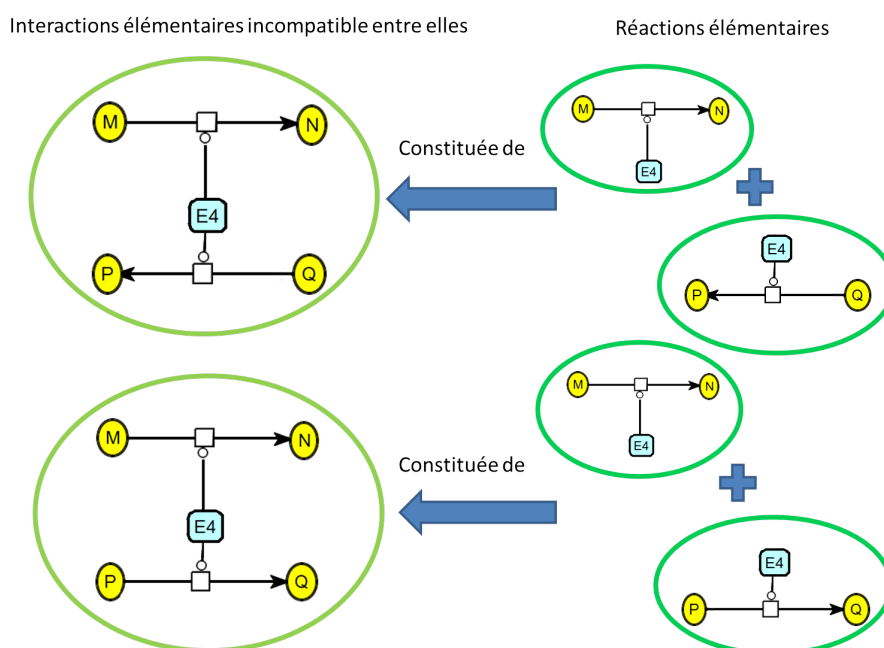 Interactions élémentaires incompatible entre elles
Réactions élémentaires
M
N
E4
P
Q
Constituée de
M
N
E4
E4
P
Q
M
N
E4
P
Q
Constituée de
M
N
E4
E4
P
Q